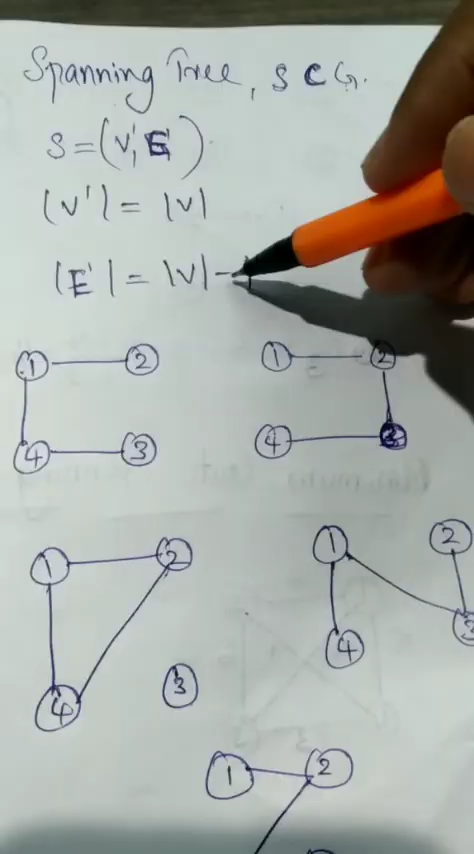 Spanning Tree, S ⊂ G.
S = (V', E')
|V'| = |V|
|E'| = |V| -
1 2
4 3
1 2
4 3
1 2
4 3
1 2
4 3
1 2